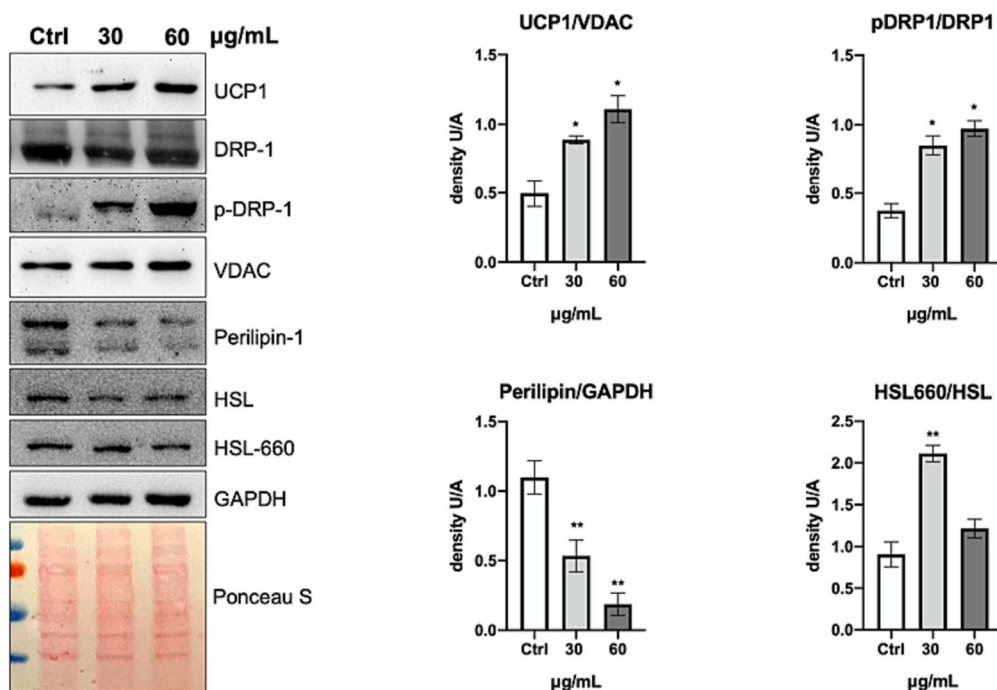 Ctrl 30 60 µg/mL
UCP1
DRP-1
p-DRP-1
VDAC
Perilipin-1
HSL
HSL-660
GAPDH
Ponceau S
UCP1/VDAC
density U/A
1.5
1.0
0.5
0.0
*
*
Ctrl 30 60
µg/mL
pDRP1/DRP1
density U/A
1.5
1.0
0.5
0.0
*
*
Ctrl 30 60
µg/mL
Perilipin/GAPDH
density U/A
1.5
1.0
0.5
0.0
**
**
Ctrl 30 60
µg/mL
HSL660/HSL
density U/A
2.5
2.0
1.5
1.0
0.5
0.0
**
Ctrl 30 60
µg/mL